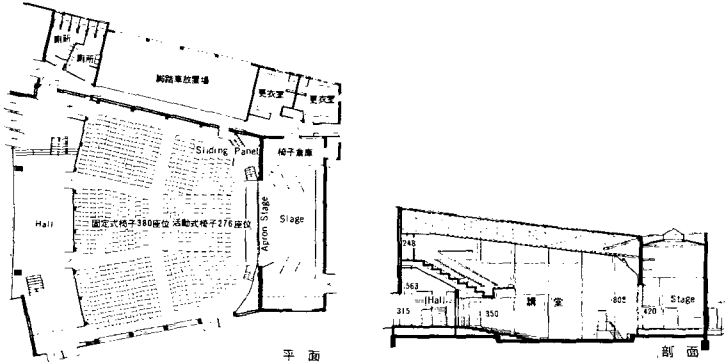 廁所
廁所
脚踏車放置場
更衣室
更衣室
Sliding Panel
椅子倉庫
Hall
固定式椅子380座位
活動式椅子276座位
Apron Stage
Stage
平面
248
563
315
Hall
350
講堂
805
420
Stage
剖面